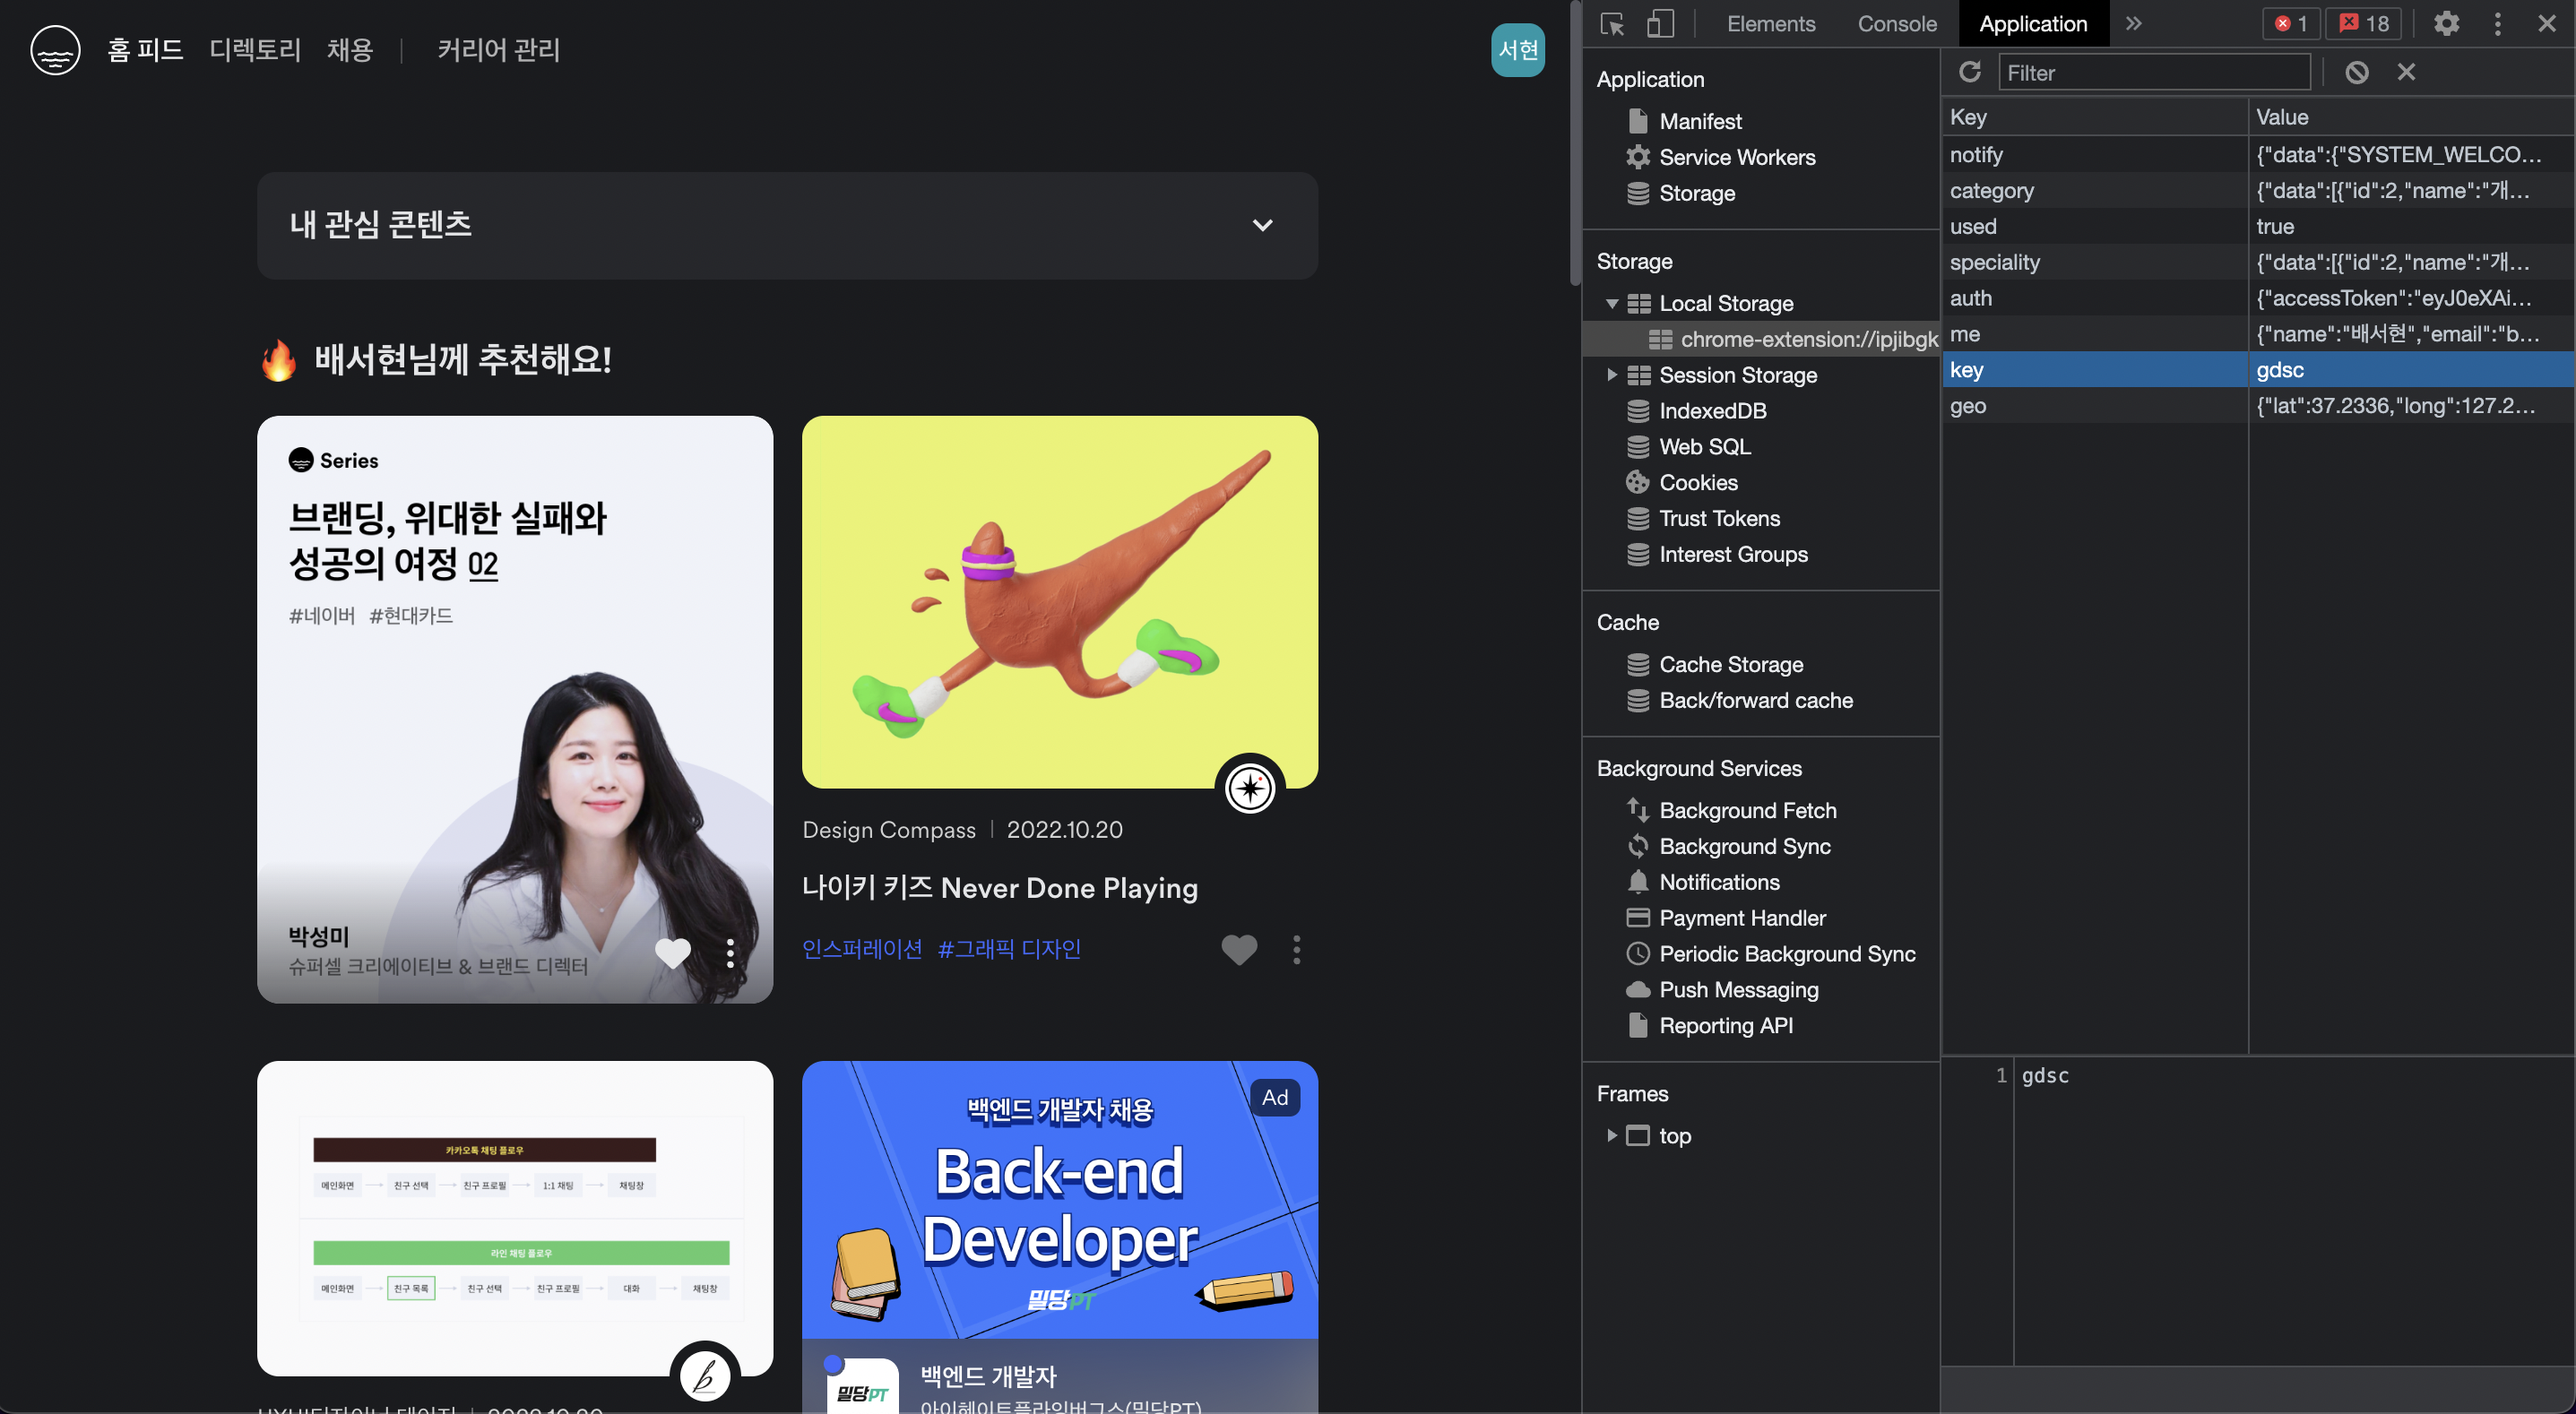 홈 피드 디렉토리 채용 | 커리어 관리
서현
내 관심 콘텐츠
🔥 배서현님께 추천해요!
Series
브랜딩, 위대한 실패와
성공의 여정 02
#네이버 #현대카드
박성미
슈퍼셀 크리에이티브 & 브랜드 디렉터
Design Compass | 2022.10.20
나이키 키즈 Never Done Playing
인스퍼레이션 #그래픽 디자인
카카오톡 채팅 플로우
메인화면 친구 선택 친구 프로필 1:1 채팅 채팅창
라인 채팅 플로우
메인화면 친구 목록 친구 선택 친구 프로필 대화 채팅창
b
2022.10.20
Ad
백엔드 개발자 채용
Back-end
Developer
밀당PT
밀당PT
백엔드 개발자
아이헤이트플라잉버그스(밀당PT)
Elements Console Application » 1 18
Application
Manifest
Service Workers
Storage
Storage
Local Storage
chrome-extension://ipjibgk
Session Storage
IndexedDB
Web SQL
Cookies
Trust Tokens
Interest Groups
Cache
Cache Storage
Back/forward cache
Background Services
Background Fetch
Background Sync
Notifications
Payment Handler
Periodic Background Sync
Push Messaging
Reporting API
Frames
top
Filter
Key Value
notify {"data":{"SYSTEM_WELCO…
category {"data":[{"id":2,"name":"개…
used true
speciality {"data":[{"id":2,"name":"개…
auth {"accessToken":"eyJ0eXAi…
me {"name":"배서현","email":"b…
key gdsc
geo {"lat":37.2336,"long":127.2…
1 gdsc